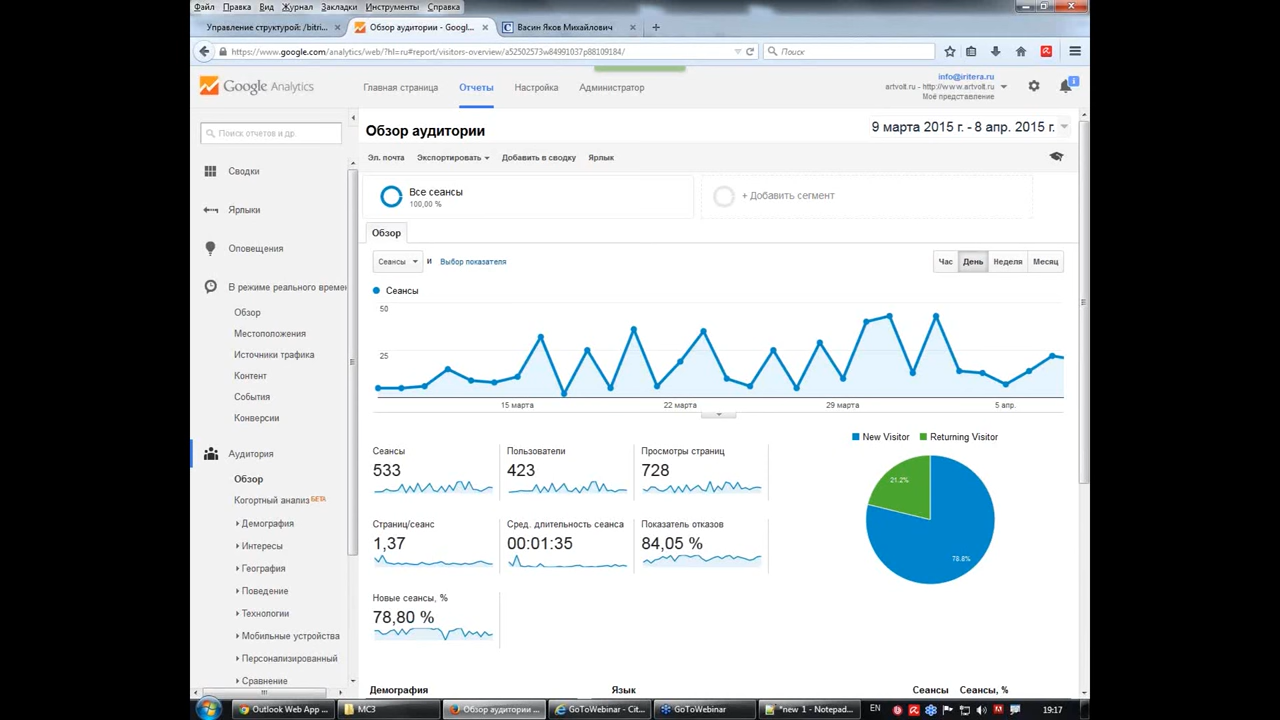 Файл Правка Вид Журнал Закладки Инструменты Справка
Управление структурой: /bitri... × Обзор аудитории - Googl... × Васин Яков Михайлович × +
https://www.google.com/analytics/web/?hl=ru#report/visitors-overview/a52502573w84991037p88109184/ Поиск
Google Analytics Главная страница Отчеты Настройка Администратор
info@iritera.ru
artvolt.ru - http://www.artvolt.ru
Моё представление
Поиск отчетов и др.
Сводки
Ярлыки
Оповещения
В режиме реального времен
Обзор
Местоположения
Источники трафика
Контент
События
Конверсии
Аудитория
Обзор
Когортный анализ БЕТА
Демография
Интересы
География
Поведение
Технологии
Мобильные устройства
Персонализированный
Сравнение
Обзор аудитории 9 марта 2015 г. - 8 апр. 2015 г.
Эл. почта Экспортировать Добавить в сводку Ярлык
Все сеансы
100,00 %
+ Добавить сегмент
Обзор
Сеансы и Выбор показателя Час День Неделя Месяц
Сеансы
50
25
15 марта 22 марта 29 марта 5 апр.
Сеансы
533
Пользователи
423
Просмотры страниц
728
Страниц/сеанс
1,37
Сред. длительность сеанса
00:01:35
Показатель отказов
84,05 %
Новые сеансы, %
78,80 %
New Visitor Returning Visitor
21.2%
78.8%
Демография Язык Сеансы Сеансы, %
Outlook Web App ... МСЗ Обзор аудитории ... GoToWebinar - Cit... GoToWebinar *new 1 - Notepad... EN 19:17